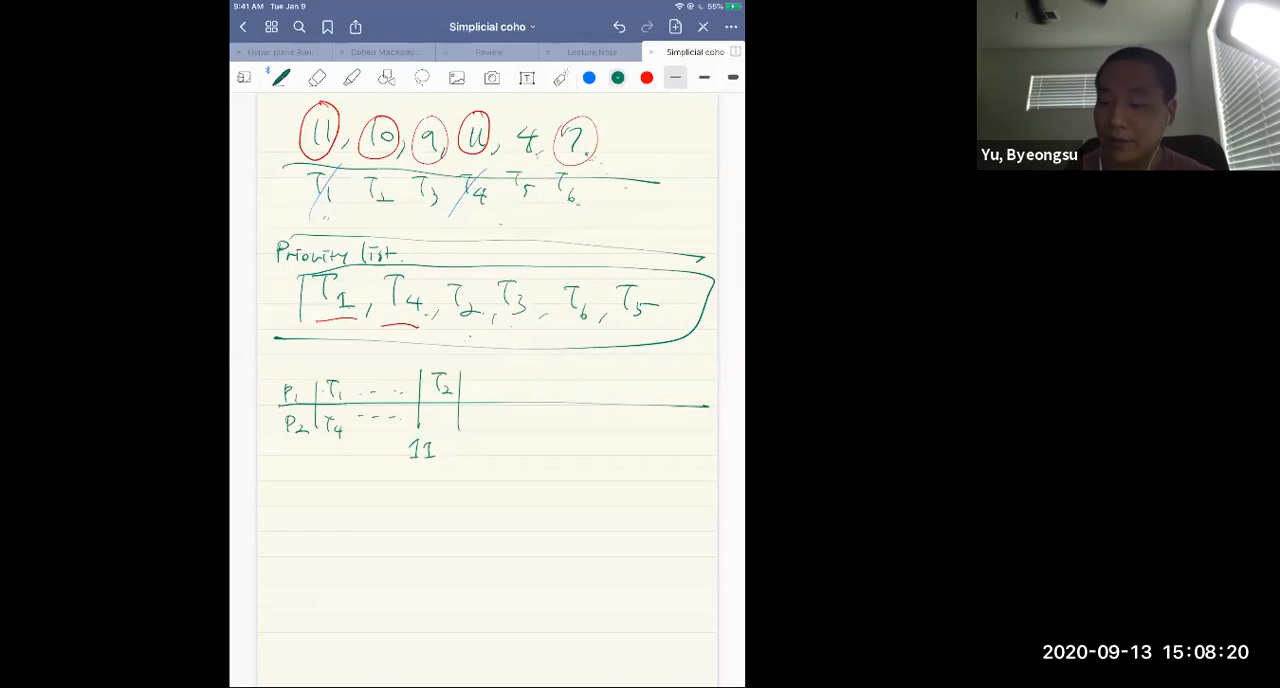 9:41 AM Tue Jan 9
55%
Simplicial coho
Hyper plane Ran
Cohen Macaulay...
Review
Lecture Note
Simplicial coho
11, 10, 9, 11, 4, 7.
T1 T2 T3 T4 T5 T6
Priority list.
T1, T4, T2, T3, T6, T5
P1 T1 ---- T2
P2 T4 ---
11
Yu, Byeongsu
2020-09-13 15:08:20